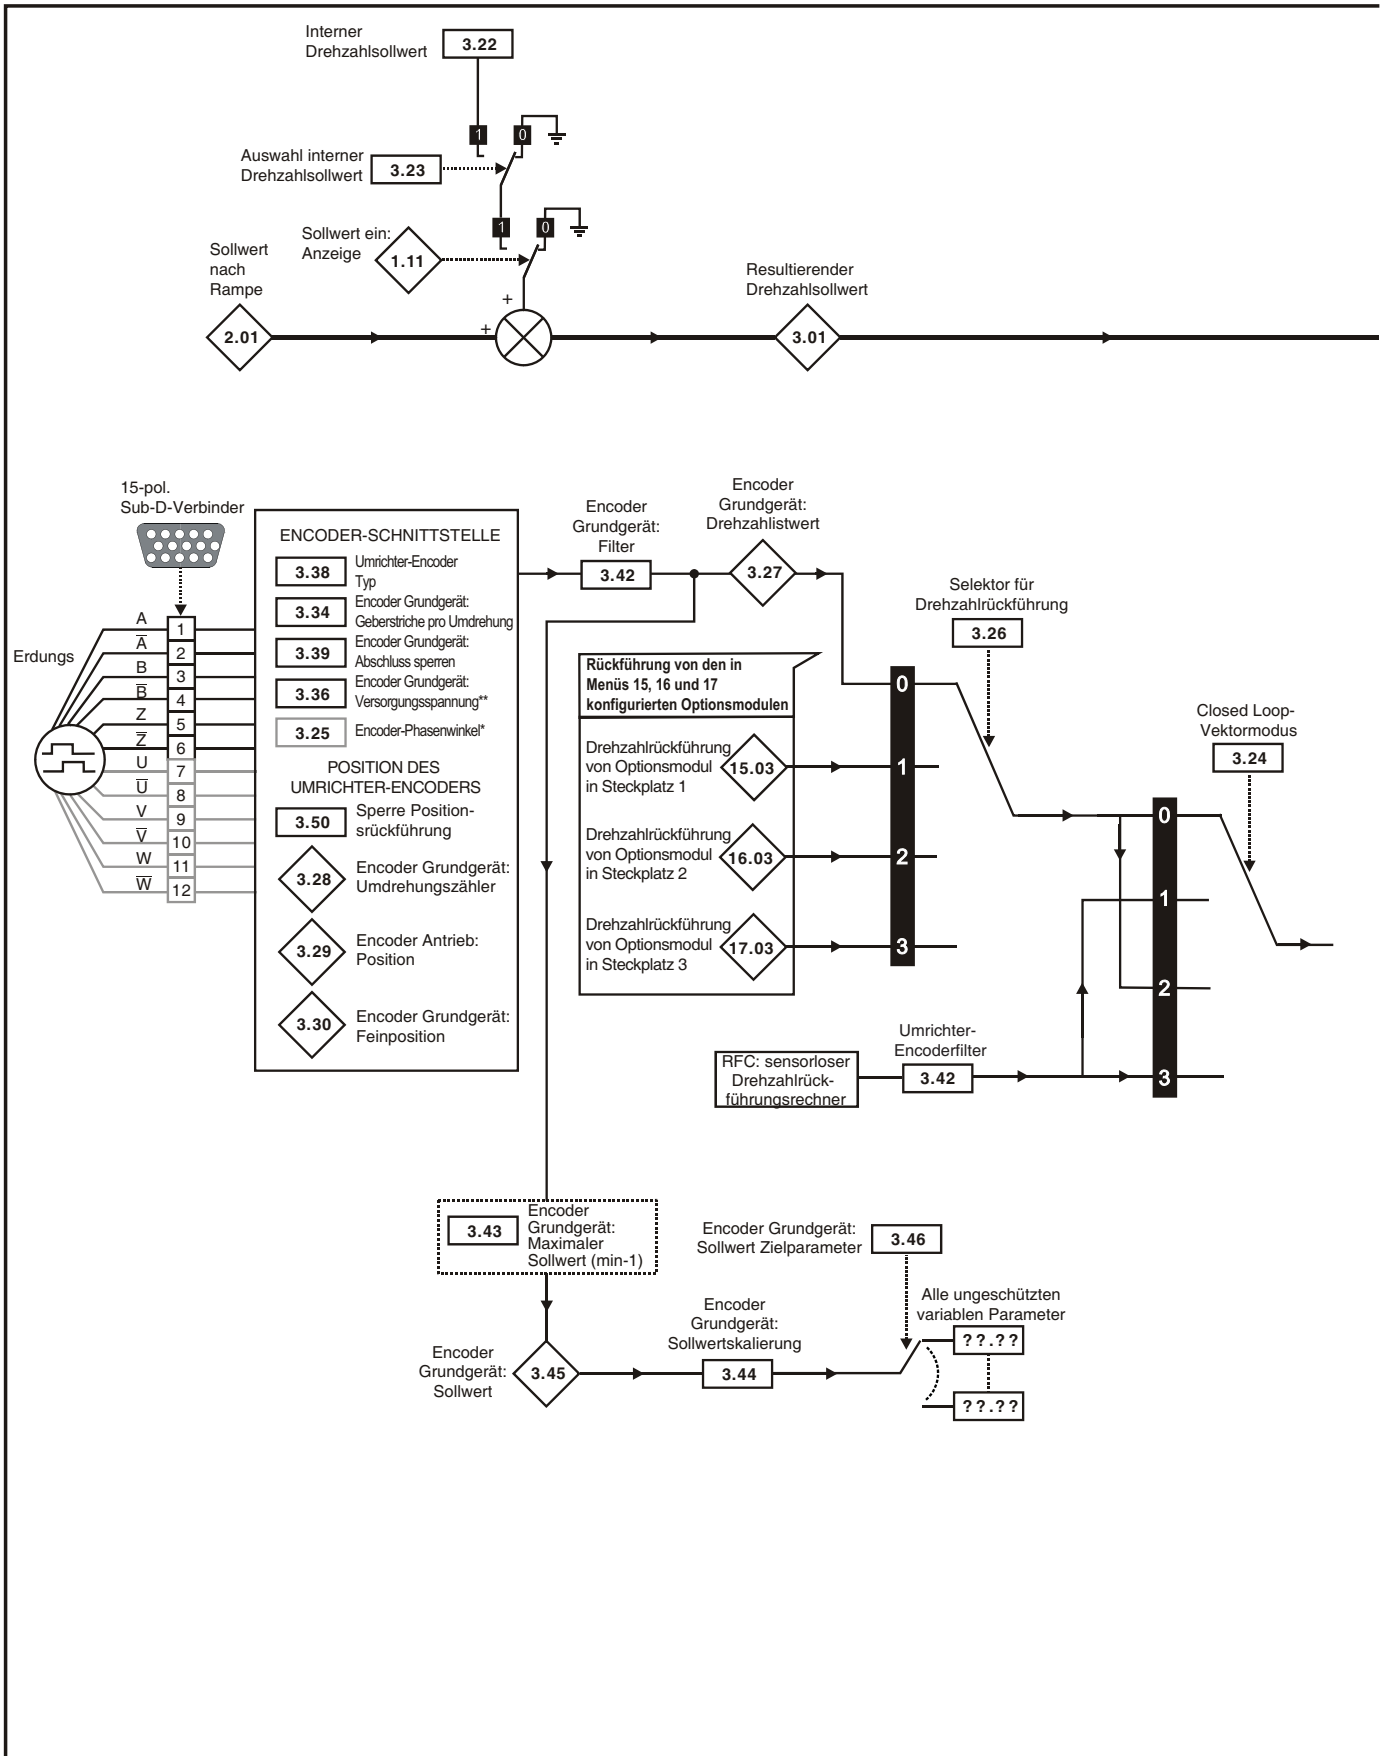 Interner
Drehzahlsollwert
3.22
1
0
Auswahl interner
Drehzahlsollwert
3.23
1
0
Sollwert ein:
Anzeige
1.11
Sollwert
nach
Rampe
Resultierender
Drehzahlsollwert
+
+
2.01
3.01
15-pol.
Sub-D-Verbinder
Encoder
Grundgerät:
Filter
3.42
Encoder
Grundgerät:
Drehzahlistwert
3.27
ENCODER-SCHNITTSTELLE
3.38
Umrichter-Encoder
Typ
3.34
Encoder Grundgerät:
Geberstriche pro Umdrehung
3.39
Encoder Grundgerät:
Abschluss sperren
3.36
Encoder Grundgerät:
Versorgungsspannung**
3.25
Encoder-Phasenwinkel*
POSITION DES
UMRICHTER-ENCODERS
3.50
Sperre Position-
srückführung
3.28
Encoder Grundgerät:
Umdrehungszähler
3.29
Encoder Antrieb:
Position
3.30
Encoder Grundgerät:
Feinposition
Erdungs
A 1
A̅ 2
B 3
B̅ 4
Z 5
Z̅ 6
U 7
U̅ 8
V 9
V̅ 10
W 11
W̅ 12
Selektor für
Drehzahlrückführung
3.26
Rückführung von den in
Menüs 15, 16 und 17
konfigurierten Optionsmodulen
Drehzahlrückführung
von Optionsmodul
in Steckplatz 1
15.03
Drehzahlrückführung
von Optionsmodul
in Steckplatz 2
16.03
Drehzahlrückführung
von Optionsmodul
in Steckplatz 3
17.03
0
1
2
3
Closed Loop-
Vektormodus
3.24
0
1
2
3
RFC: sensorloser
Drehzahlrück-
führungsrechner
Umrichter-
Encoderfilter
3.42
3.43
Encoder
Grundgerät:
Maximaler
Sollwert (min-1)
Encoder Grundgerät:
Sollwert Zielparameter
3.46
Encoder
Grundgerät:
Sollwert
3.45
Encoder
Grundgerät:
Sollwertskalierung
3.44
Alle ungeschützten
variablen Parameter
??.??
??.??